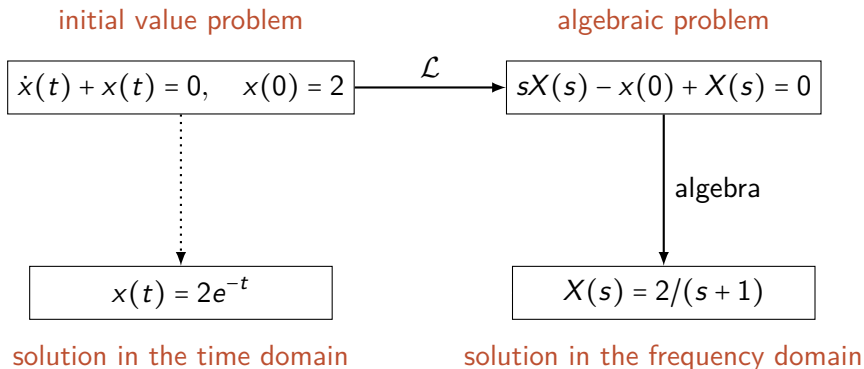 initial value problem
algebraic problem
ẋ(t) + x(t) = 0, x(0) = 2
ℒ
sX(s) − x(0) + X(s) = 0
algebra
x(t) = 2e^{−t}
X(s) = 2/(s + 1)
solution in the time domain
solution in the frequency domain